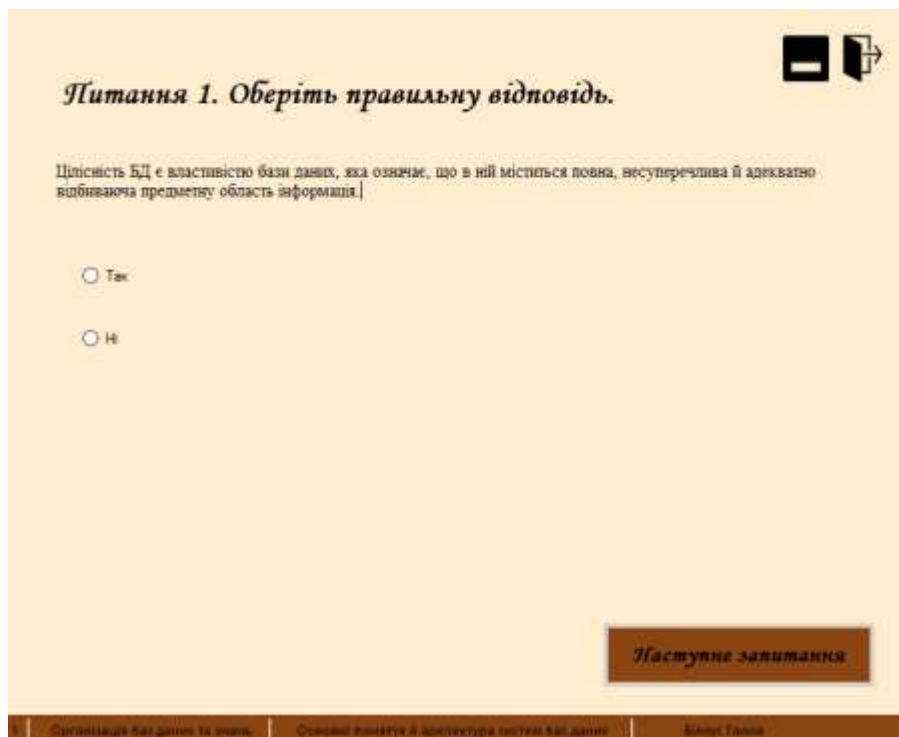 Питання 1. Оберіть правильну відповідь.
Цілісність БД є властивістю бази даних, яка означає, що в ній міститься повна, несуперечлива й адекватно
відбиваюча предметну область інформація.
Так
Ні
Наступне запитання
Організація баз даних та знань Основні поняття й архітектура систем баз даних